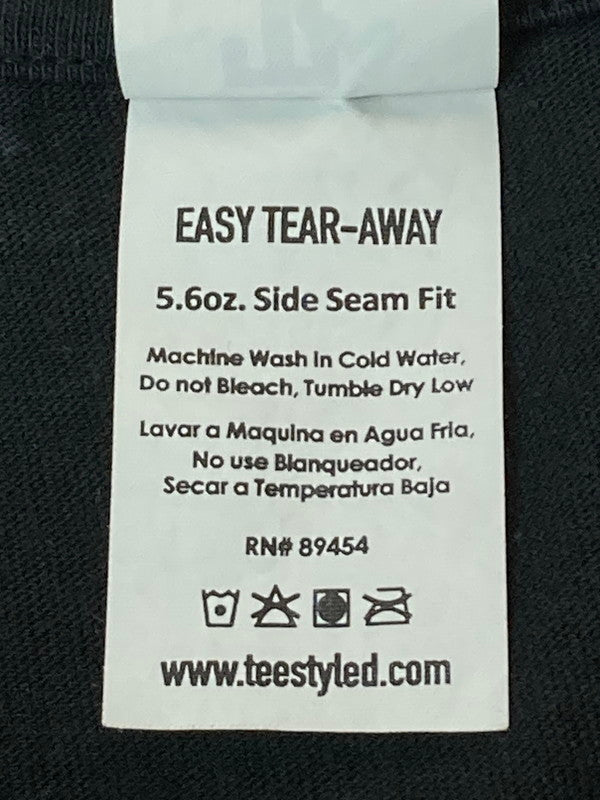 EASY TEAR-AWAY
5.6oz. Side Seam Fit
Machine Wash In Cold Water,
Do not Bleach, Tumble Dry Low
Lavar a Maquina en Agua Fria,
No use Blanqueador,
Secar a Temperatura Baja
RN# 89454
www.teestyled.com